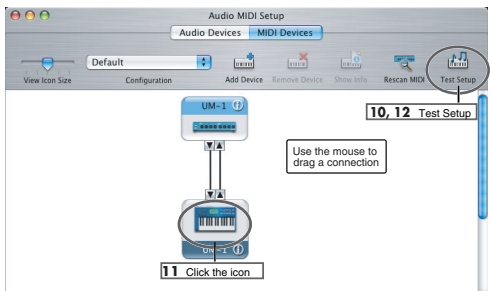 Audio MIDI Setup
Audio Devices MIDI Devices
Default
View Icon Size Configuration Add Device Remove Device Show Info Rescan MIDI Test Setup
10, 12 Test Setup
UM-1
Use the mouse to
drag a connection
UM-1
11 Click the icon